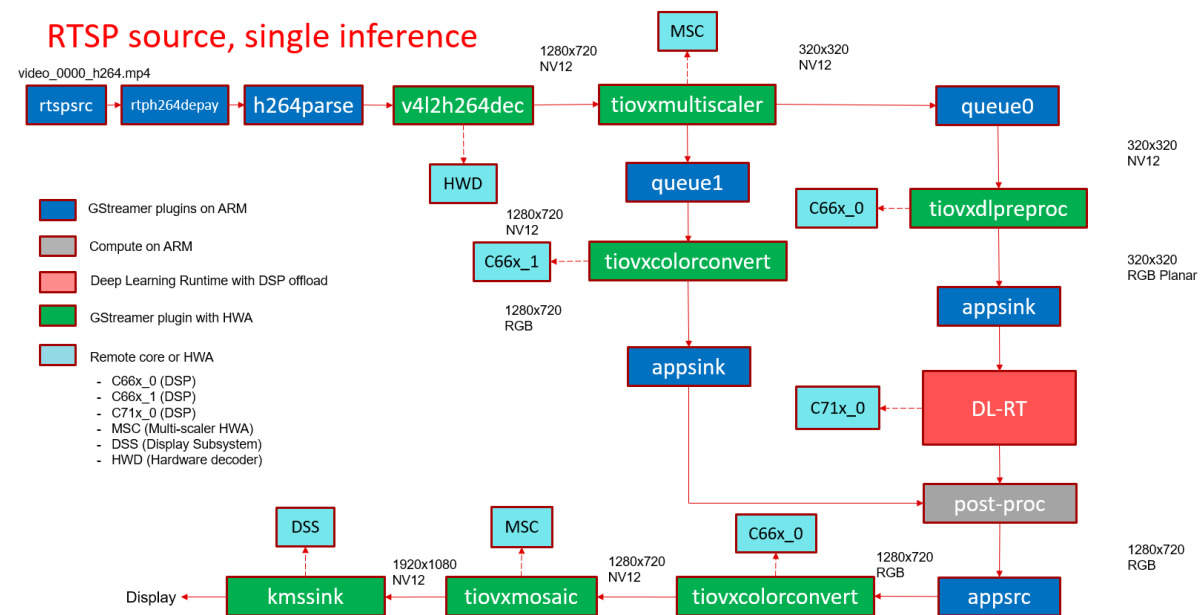 RTSP source, single inference
video_0000_h264.mp4
rtspsrc
rtph264depay
h264parse
v4l2h264dec
1280x720
NV12
tiovxmultiscaler
MSC
320x320
NV12
queue0
HWD
queue1
320x320
NV12
C66x_0
tiovxdlpreproc
1280x720
NV12
C66x_1
tiovxcolorconvert
320x320
RGB Planar
1280x720
RGB
appsink
appsink
C71x_0
DL-RT
GStreamer plugins on ARM
Compute on ARM
Deep Learning Runtime with DSP offload
GStreamer plugin with HWA
Remote core or HWA
- C66x_0 (DSP)
- C66x_1 (DSP)
- C71x_0 (DSP)
- MSC (Multi-scaler HWA)
- DSS (Display Subsystem)
- HWD (Hardware decoder)
post-proc
1280x720
RGB
appsrc
1280x720
RGB
C66x_0
tiovxcolorconvert
1280x720
NV12
MSC
tiovxmosaic
1920x1080
NV12
DSS
kmssink
Display